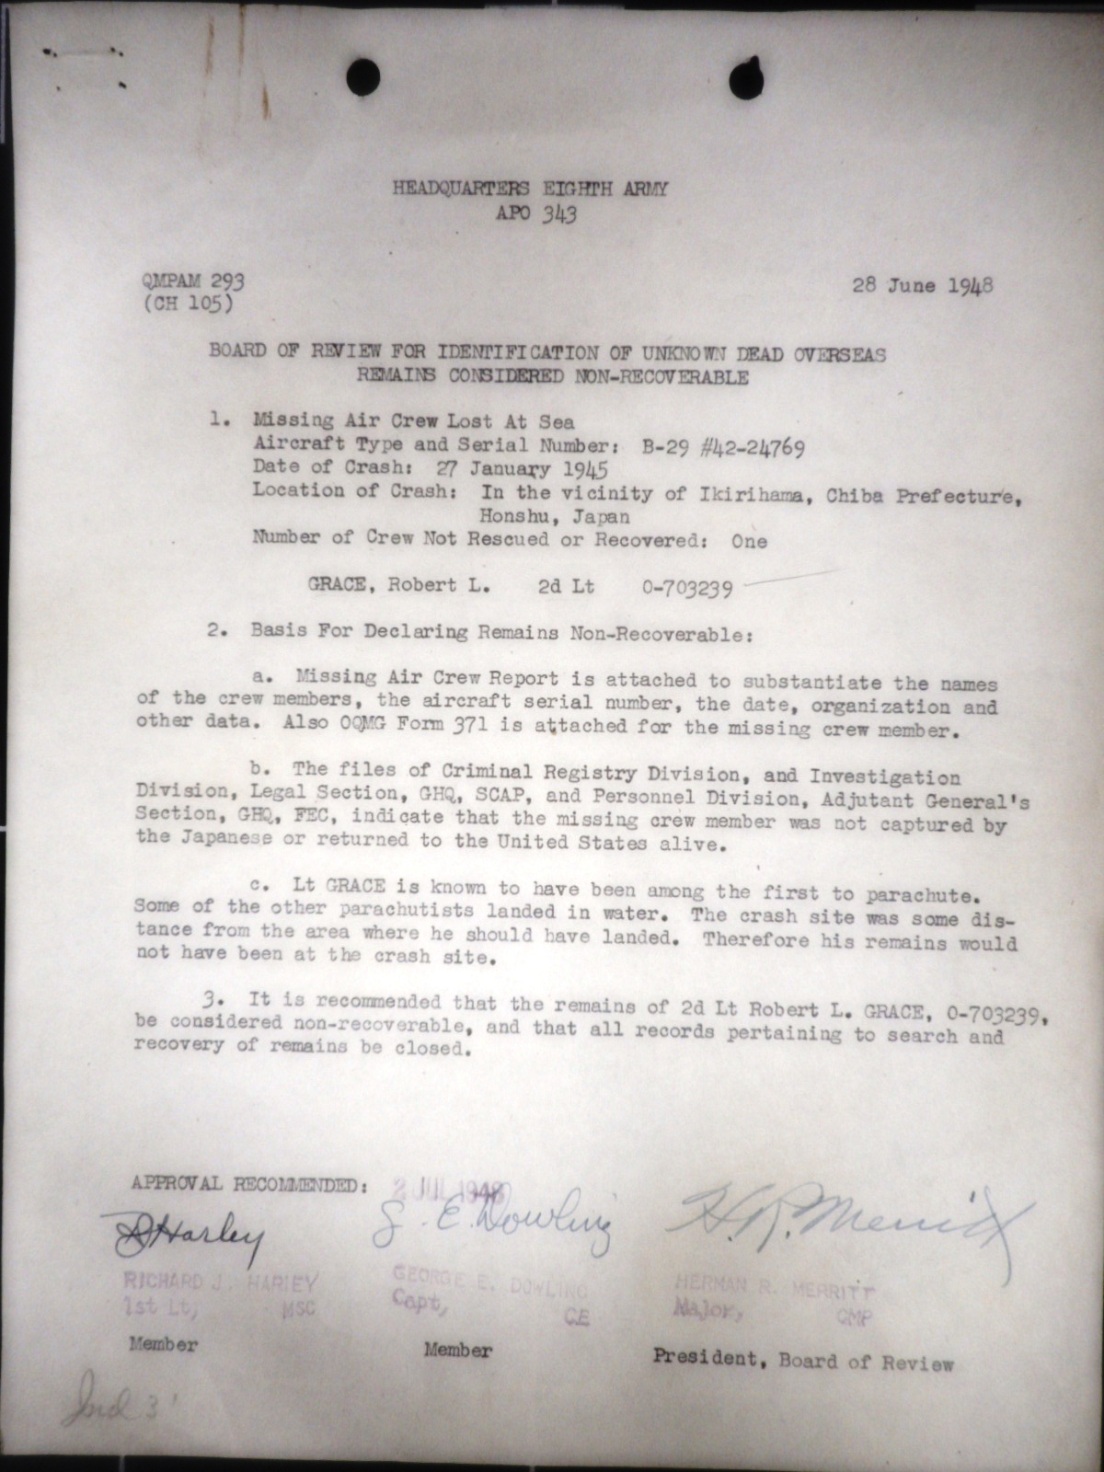 HEADQUARTERS EIGHTH ARMY
APO 343
QMPAM 293
28 June 1948
(CH 105)
BOARD OF REVIEW FOR IDENTIFICATION OF UNKNOWN DEAD OVERSEAS
REMAINS CONSIDERED NON-RECOVERABLE
1. Missing Air Crew Lost At Sea
Aircraft Type and Serial Number: B-29 #42-24769
Date of Crash: 27 January 1945
Location of Crash: In the vicinity of Ikirihama, Chiba Prefecture,
Honshu, Japan
Number of Crew Not Rescued or Recovered: One
GRACE, Robert L. 2d Lt O-703239
2. Basis For Declaring Remains Non-Recoverable:
a. Missing Air Crew Report is attached to substantiate the names
of the crew members, the aircraft serial number, the date, organization and
other data. Also OQMG Form 371 is attached for the missing crew member.
b. The files of Criminal Registry Division, and Investigation
Division, Legal Section, GHQ, SCAP, and Personnel Division, Adjutant General's
Section, GHQ, FEC, indicate that the missing crew member was not captured by
the Japanese or returned to the United States alive.
c. Lt GRACE is known to have been among the first to parachute.
Some of the other parachutists landed in water. The crash site was some dis-
tance from the area where he should have landed. Therefore his remains would
not have been at the crash site.
3. It is recommended that the remains of 2d Lt Robert L. GRACE, O-703239,
be considered non-recoverable, and that all records pertaining to search and
recovery of remains be closed.
APPROVAL RECOMMENDED: 2 JUL 1948
RJHarley G. E. Dowling H. R. Merritt
RICHARD J. HARLEY GEORGE E. DOWLING HERMAN R. MERRITT
1st Lt, MSC Capt, CE Major, QMP
Member Member President, Board of Review
Ind 3